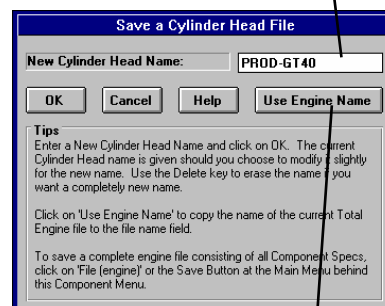 Save a Cylinder Head File
New Cylinder Head Name: PROD-GT40
OK Cancel Help Use Engine Name
Tips
Enter a New Cylinder Head Name and click on OK. The current
Cylinder Head name is given should you choose to modify it slightly
for the new name. Use the Delete key to erase the name if you
want a completely new name.
Click on 'Use Engine Name' to copy the name of the current Total
Engine file to the file name field.
To save a complete engine file consisting of all Component Specs,
click on 'File (engine)' or the Save Button at the Main Menu behind
this Component Menu.